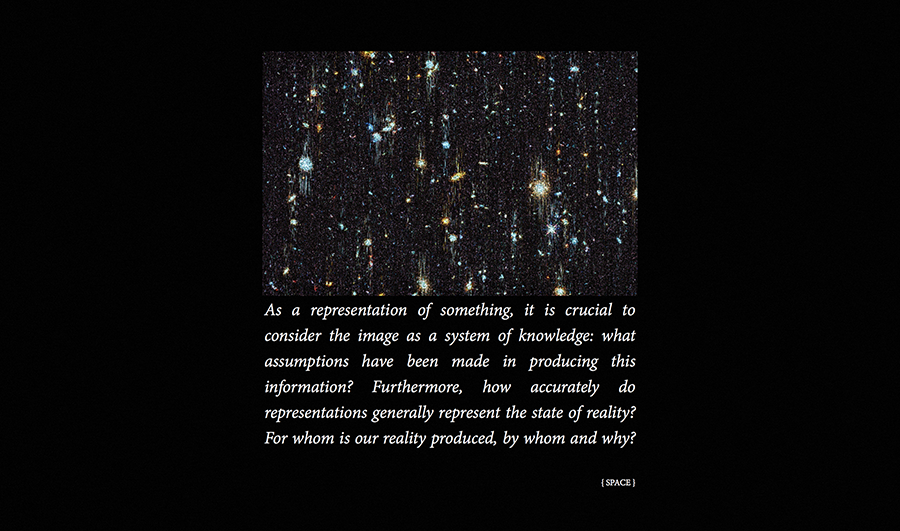 As a representation of something, it is crucial to
consider the image as a system of knowledge: what
assumptions have been made in producing this
information? Furthermore, how accurately do
representations generally represent the state of reality?
For whom is our reality produced, by whom and why?
{ SPACE }